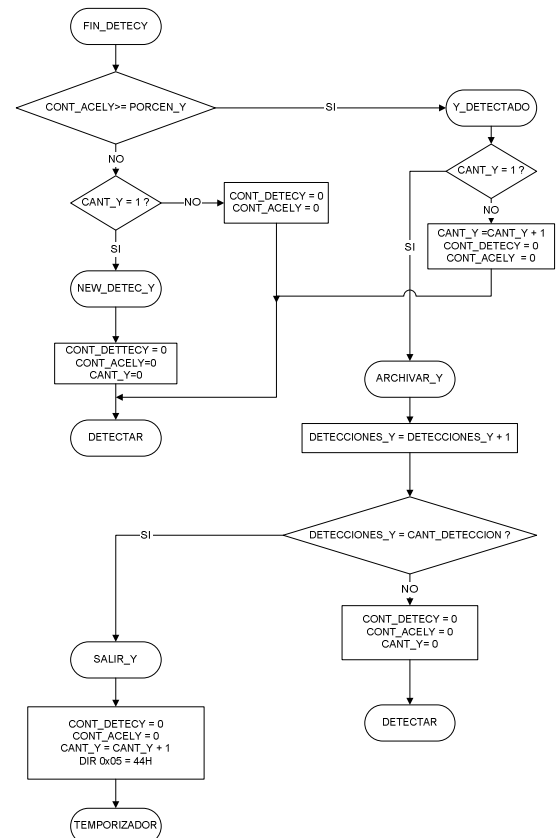 FIN_DETECY
CONT_ACELY>= PORCEN_Y
SI
Y_DETECTADO
NO
CANT_Y = 1 ?
NO
CONT_DETECY = 0
CONT_ACELY = 0
CANT_Y = 1 ?
NO
CANT_Y =CANT_Y + 1
CONT_DETECY = 0
CONT_ACELY = 0
SI
SI
NEW_DETEC_Y
CONT_DETTECY = 0
CONT_ACELY=0
CANT_Y=0
ARCHIVAR_Y
DETECTAR
DETECCIONES_Y = DETECCIONES_Y + 1
DETECCIONES_Y = CANT_DETECCION ?
SI
NO
CONT_DETECY = 0
CONT_ACELY = 0
CANT_Y= 0
SALIR_Y
DETECTAR
CONT_DETECY = 0
CONT_ACELY = 0
CANT_Y = CANT_Y + 1
DIR 0x05 = 44H
TEMPORIZADOR